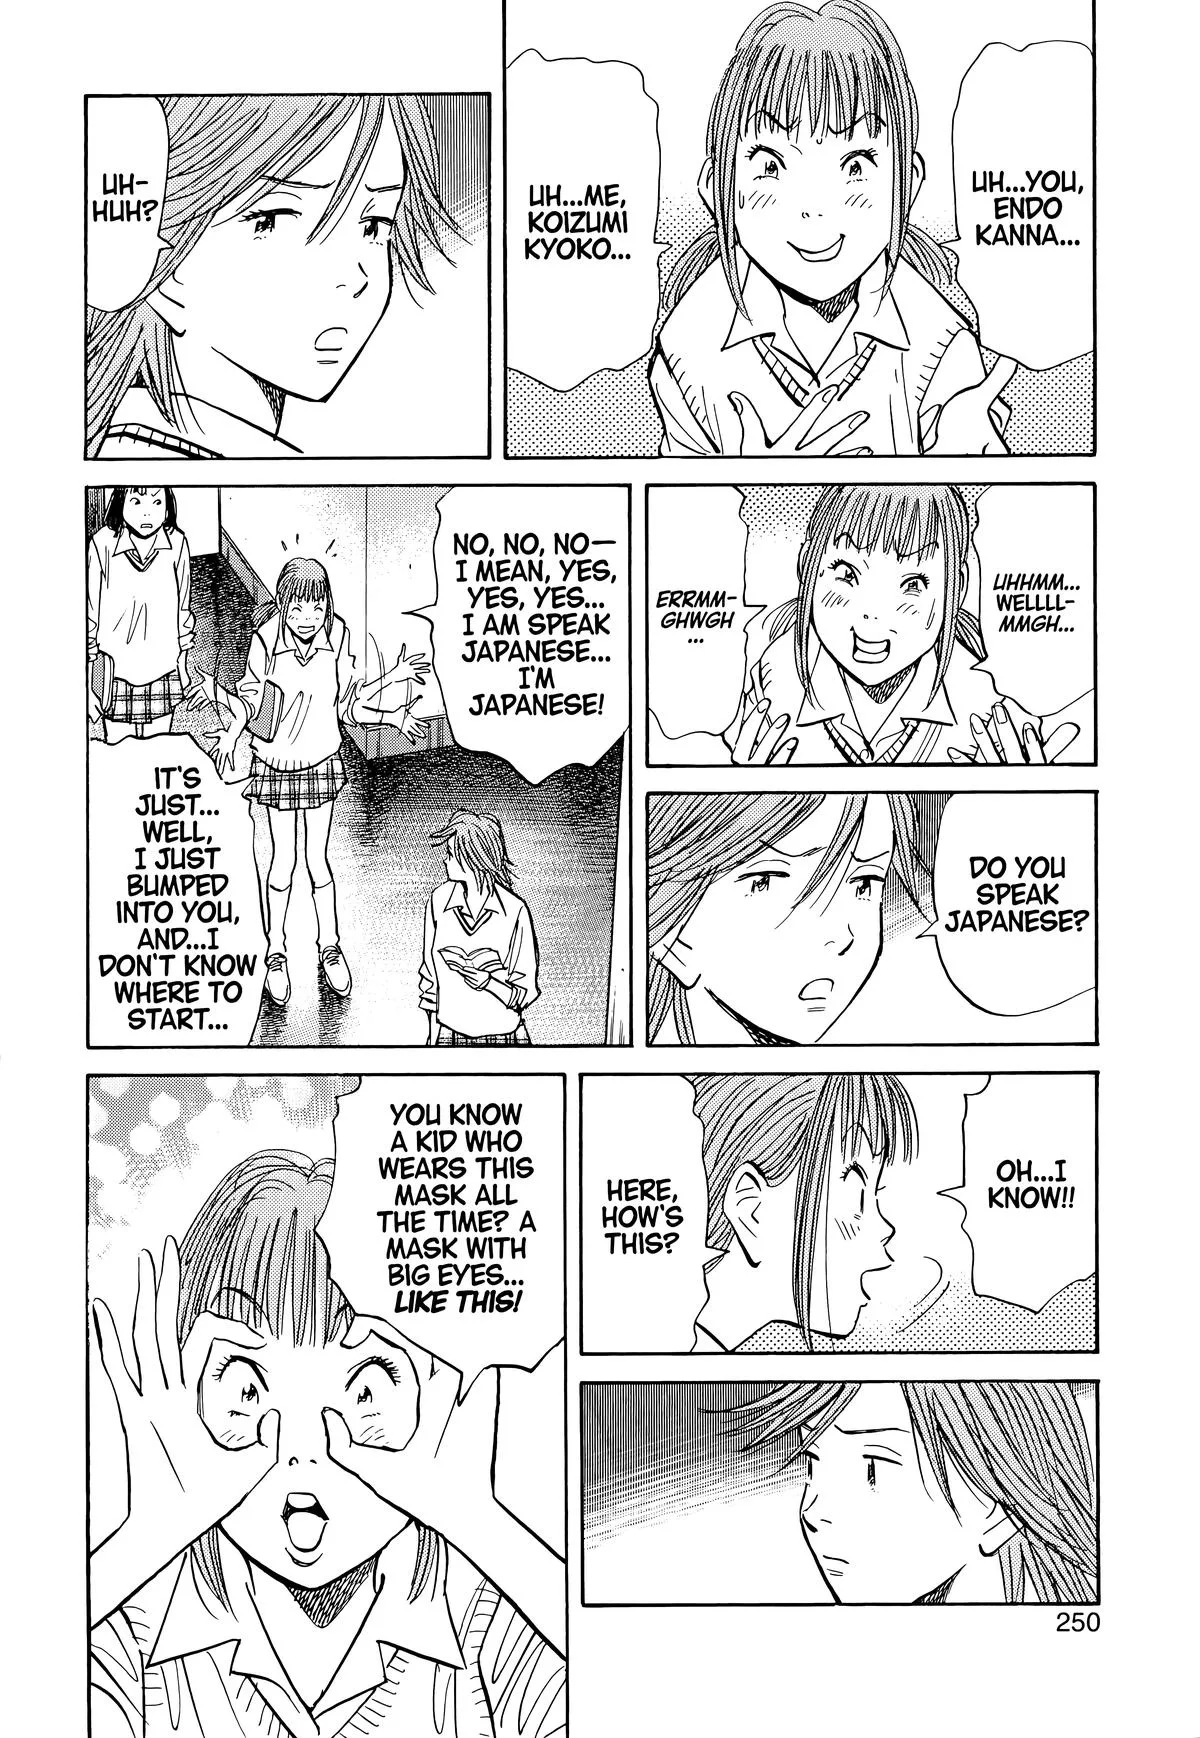 UH...YOU,
ENDO
KANNA...
UH...ME,
KOIZUMI
KYOKO...
UH-
HUH?
UHHMM...
WELLLL-
MMGH...
ERRMM-
GHWGH
...
DO YOU
SPEAK
JAPANESE?
NO, NO, NO—
I MEAN, YES,
YES, YES...
I AM SPEAK
JAPANESE...
I'M
JAPANESE!
IT'S
JUST...
WELL,
I JUST
BUMPED
INTO YOU,
AND...I
DON'T KNOW
WHERE TO
START...
OH...I
KNOW!!
HERE,
HOW'S
THIS?
YOU KNOW
A KID WHO
WEARS THIS
MASK ALL
THE TIME? A
MASK WITH
BIG EYES...
LIKE THIS!
250